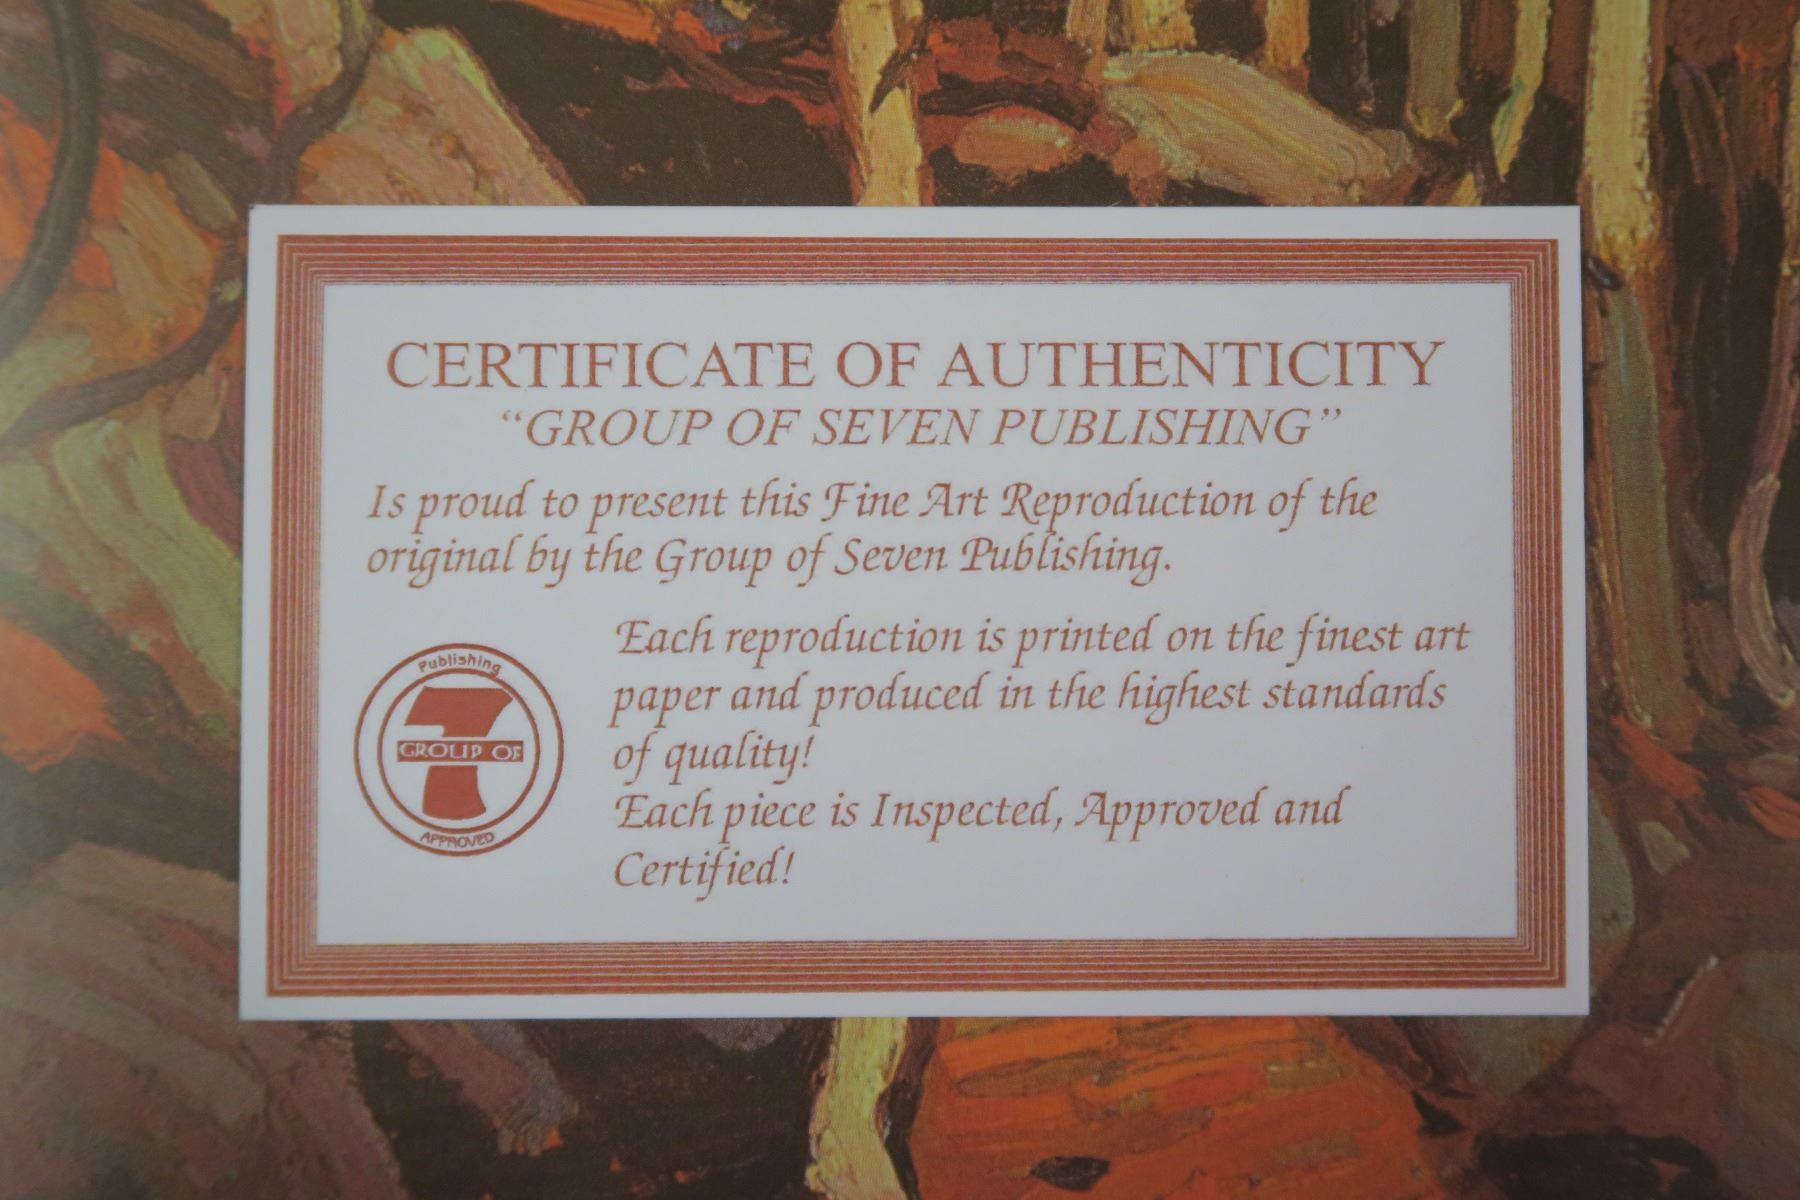 CERTIFICATE OF AUTHENTICITY
“GROUP OF SEVEN PUBLISHING”
Is proud to present this Fine Art Reproduction of the
original by the Group of Seven Publishing.
Each reproduction is printed on the finest art
paper and produced in the highest standards
of quality!
Each piece is Inspected, Approved and
Certified!
Publishing
7
GROUP OF
APPROVED